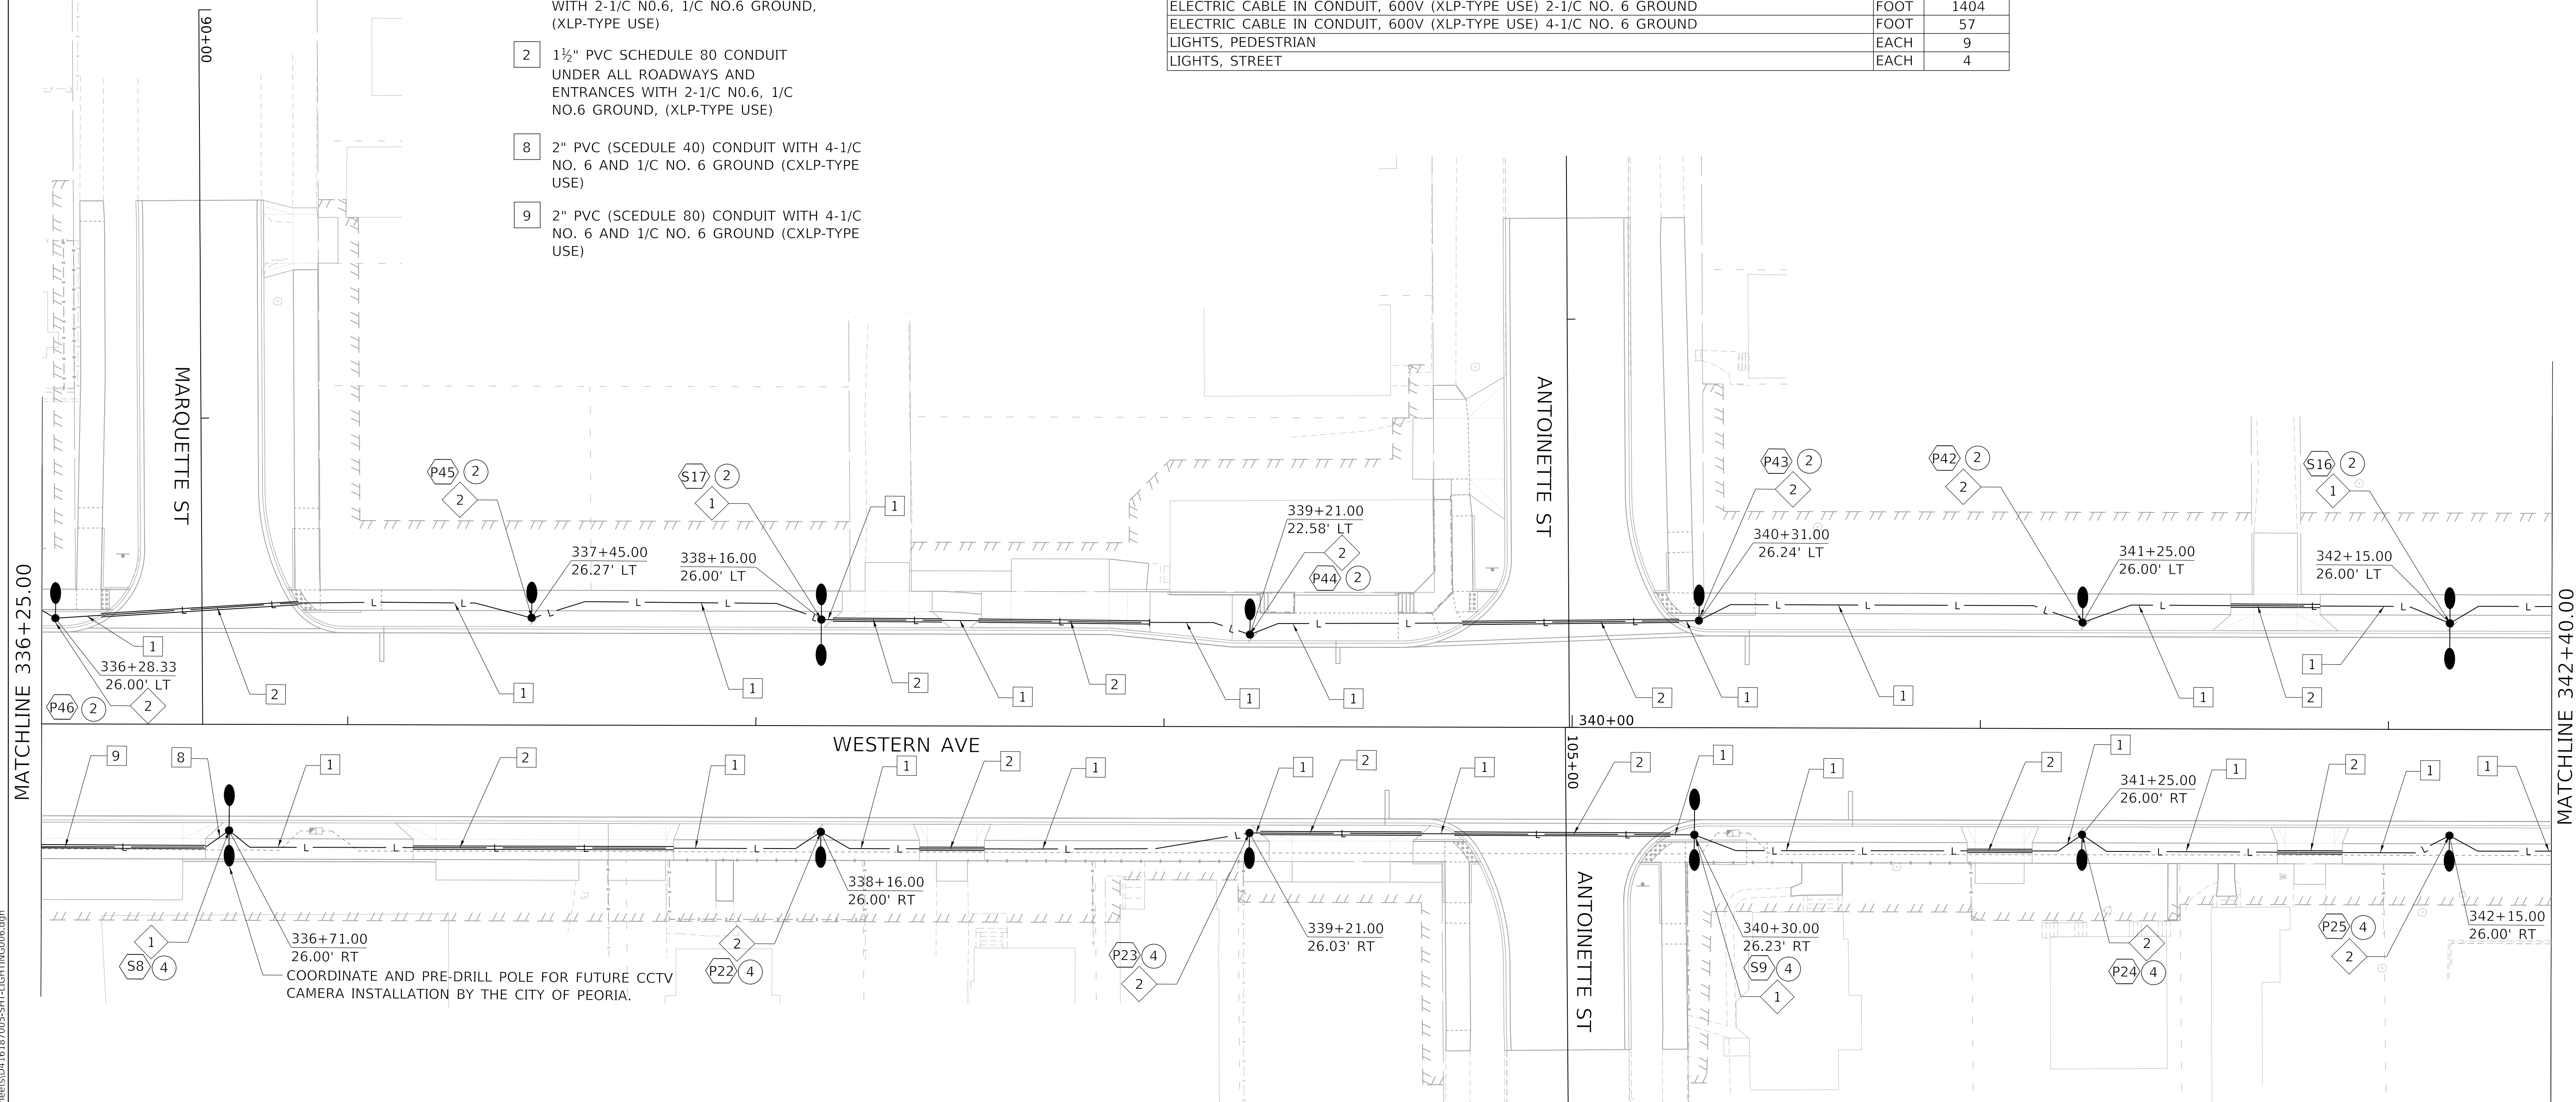 WITH 2-1/C N0.6, 1/C NO.6 GROUND,
(XLP-TYPE USE)
2 1½" PVC SCHEDULE 80 CONDUIT
UNDER ALL ROADWAYS AND
ENTRANCES WITH 2-1/C N0.6, 1/C
NO.6 GROUND, (XLP-TYPE USE)
8 2" PVC (SCEDULE 40) CONDUIT WITH 4-1/C
NO. 6 AND 1/C NO. 6 GROUND (CXLP-TYPE
USE)
9 2" PVC (SCEDULE 80) CONDUIT WITH 4-1/C
NO. 6 AND 1/C NO. 6 GROUND (CXLP-TYPE
USE)
ELECTRIC CABLE IN CONDUIT, 600V (XLP-TYPE USE) 2-1/C NO. 6 GROUND FOOT 1404
ELECTRIC CABLE IN CONDUIT, 600V (XLP-TYPE USE) 4-1/C NO. 6 GROUND FOOT 57
LIGHTS, PEDESTRIAN EACH 9
LIGHTS, STREET EACH 4
90+00
MARQUETTE ST
ANTOINETTE ST
MATCHLINE 336+25.00
MATCHLINE 342+40.00
P45 2
2
S17 2
1
1
P43 2
2
P42 2
2
S16 2
1
337+45.00
26.27' LT
338+16.00
26.00' LT
339+21.00
22.58' LT
2
P44 2
340+31.00
26.24' LT
341+25.00
26.00' LT
342+15.00
26.00' LT
L L L L L L L L L L L L L L L L L L L L L L L L L
1
336+28.33
26.00' LT
P46 2
2
2 1 1 2 1 2 1 1 2 1 1 1 2 1
340+00
WESTERN AVE
105+00
9 8 1 2 1 1 2 1 1 2 1 2 1 1 2 1 1 2 1 1
341+25.00
26.00' RT
L L L L L L L L L L L L L L L L L L L L L L
338+16.00
26.00' RT
336+71.00
26.00' RT
1
S8 4
COORDINATE AND PRE-DRILL POLE FOR FUTURE CCTV
CAMERA INSTALLATION BY THE CITY OF PEORIA.
2
P22 4
P23 4
2
339+21.00
26.03' RT
ANTOINETTE ST
340+30.00
26.23' RT
S9 4
1
2
P24 4
P25 4
2
342+15.00
26.00' RT